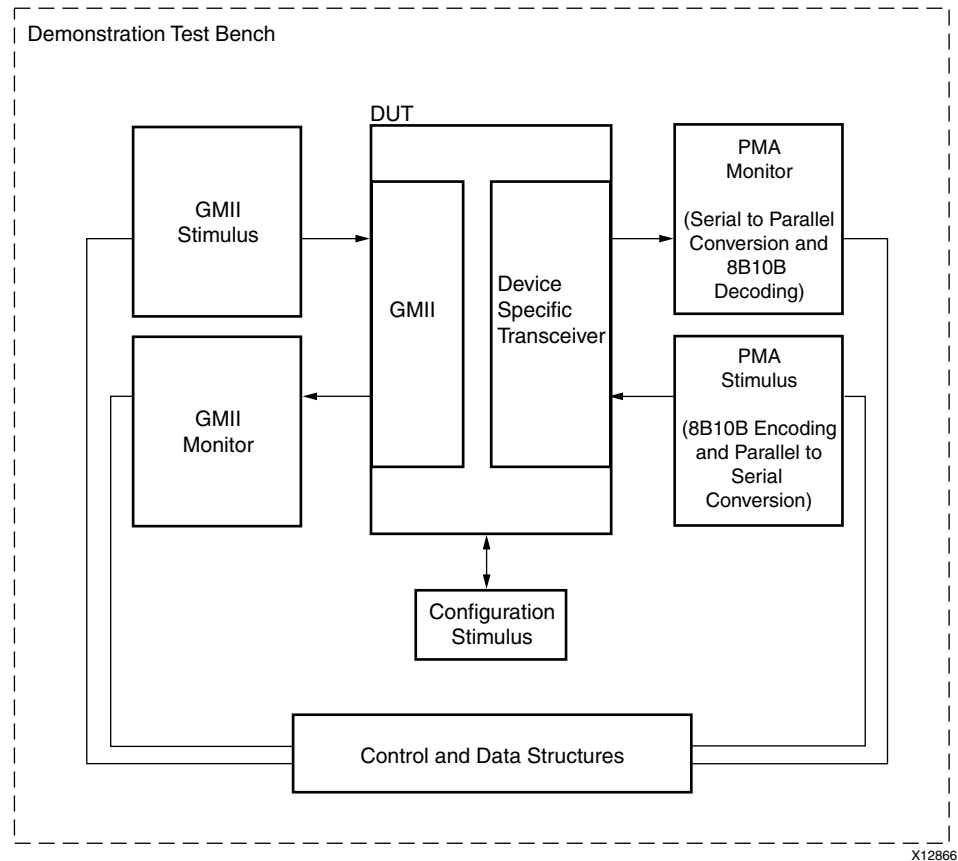 Demonstration Test Bench
DUT
GMII
Stimulus
GMII
Monitor
GMII
Device
Specific
Transceiver
PMA
Monitor
(Serial to Parallel
Conversion and
8B10B
Decoding)
PMA
Stimulus
(8B10B Encoding
and Parallel to
Serial
Conversion)
Configuration
Stimulus
Control and Data Structures
X12866